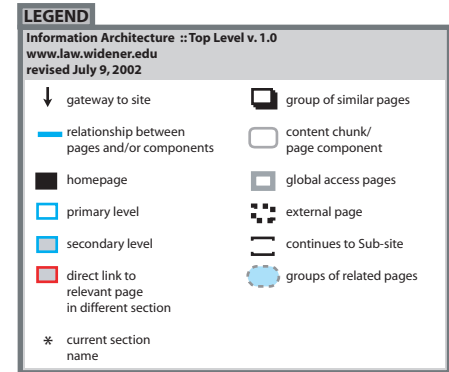 LEGEND
Information Architecture :: Top Level v. 1.0
www.law.widener.edu
revised July 9, 2002
gateway to site
relationship between
pages and/or components
homepage
primary level
secondary level
direct link to
relevant page
in different section
* current section
name
group of similar pages
content chunk/
page component
global access pages
external page
continues to Sub-site
groups of related pages